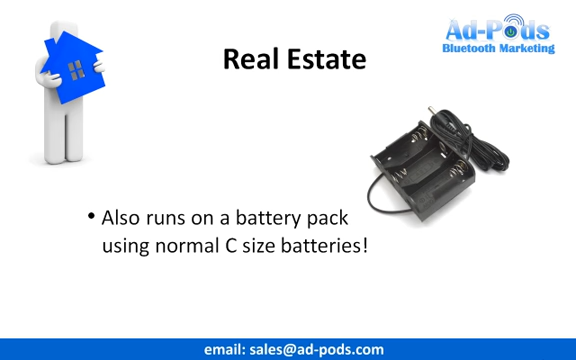 Ad-Pods
Bluetooth Marketing
Real Estate
• Also runs on a battery pack
using normal C size batteries!
email: sales@ad-pods.com